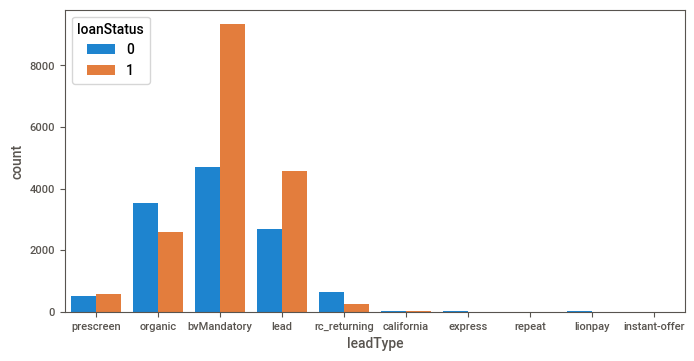 loanStatus
0
1
8000
6000
4000
2000
0
count
prescreen organic bvMandatory lead rc_returning california express repeat lionpay instant-offer
leadType